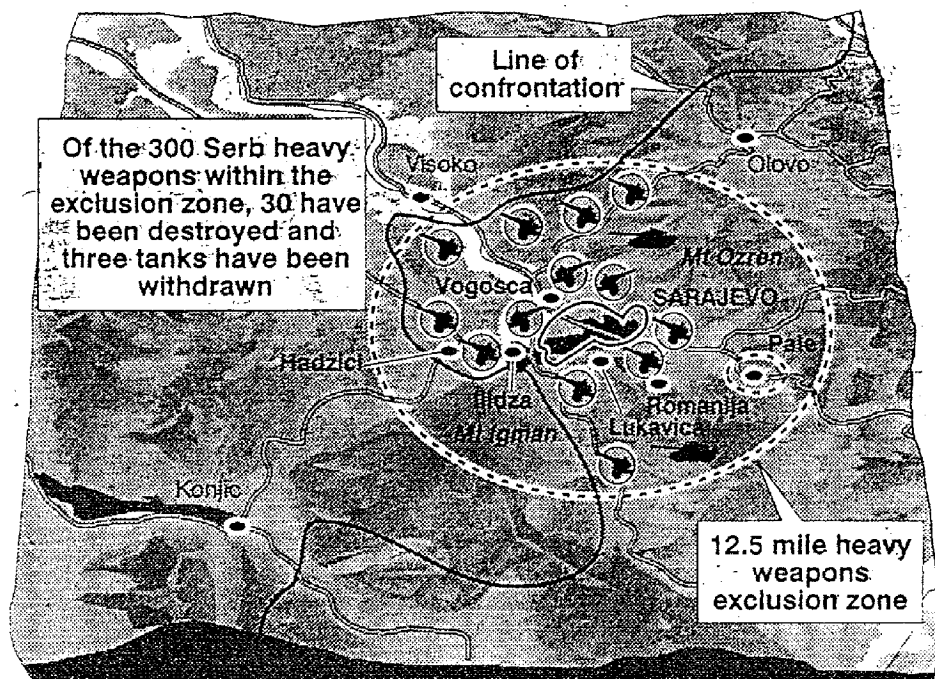 Line of
confrontation
Of the 300 Serb heavy
weapons within the
exclusion zone, 30 have
been destroyed and
three tanks have been
withdrawn
Visoko
Olovo
Mt Ozren
Vogosca
SARAJEVO
Pale
Hadzici
Ilidza
Romanija
Lukavica
Mt Igman
Konjic
12.5 mile heavy
weapons
exclusion zone